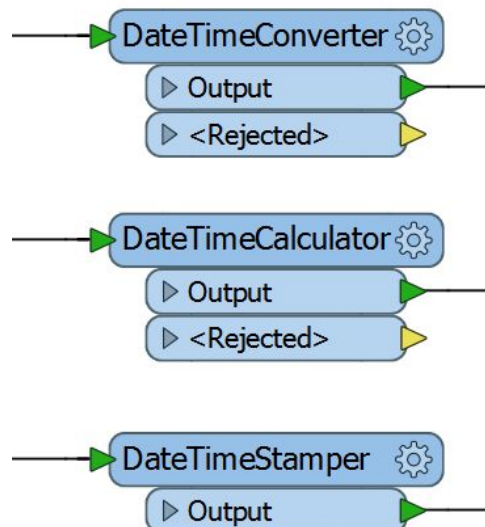 DateTimeConverter
Output
<Rejected>
DateTimeCalculator
Output
<Rejected>
DateTimeStamper
Output